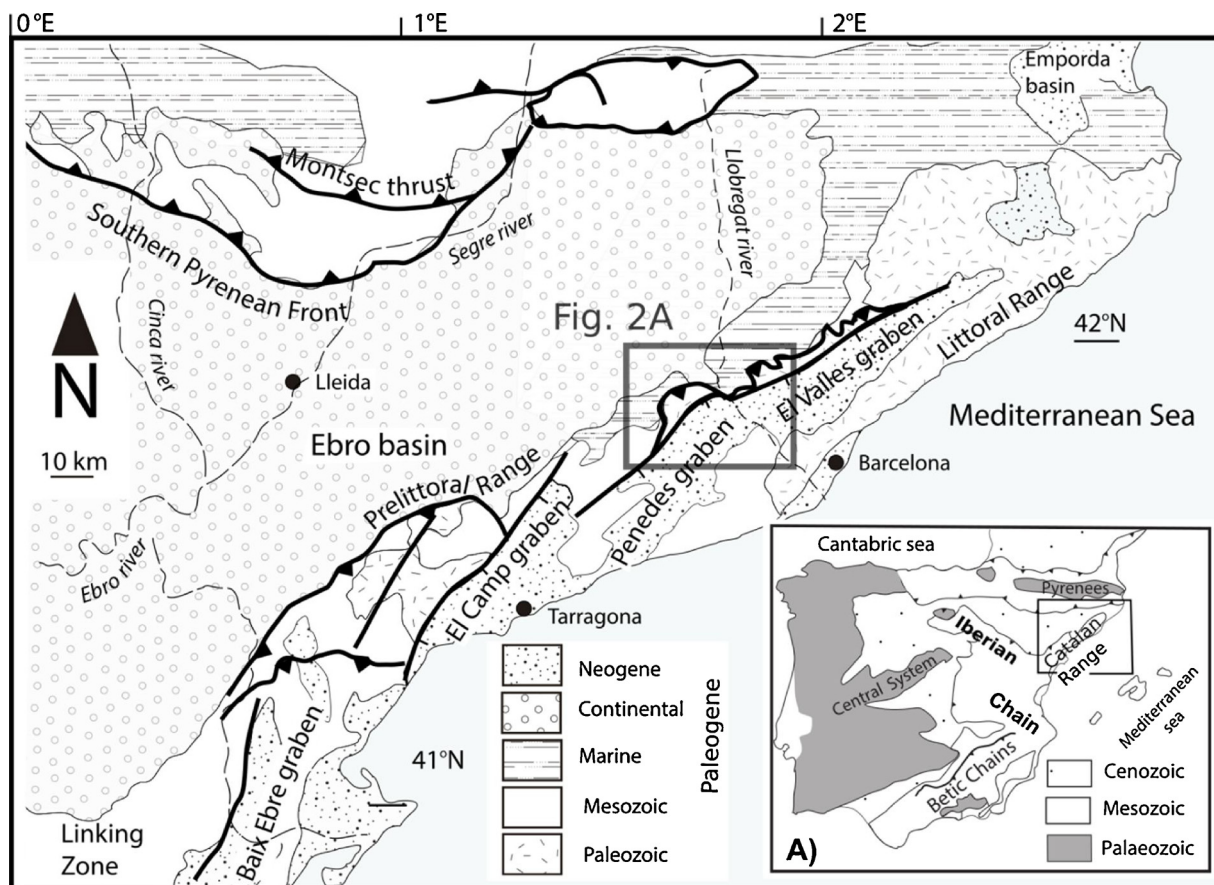 0°E
1°E
2°E
Emporda
basin
Montsec thrust
Llobregat river
Segre river
Southern Pyrenean Front
Cinca river
Fig. 2A
Littoral Range
42°N
El Valles graben
N
Lleida
Mediterranean Sea
10 km
Ebro basin
Barcelona
Prelittoral Range
Penedes graben
El Camp graben
Ebro river
Tarragona
Baix Ebre graben
41°N
Linking
Zone
Neogene
Continental
Marine
Mesozoic
Paleozoic
Paleogene
Cantabric sea
Pyrenees
Iberian
Chain
Catalan
Range
Central System
Mediterranean
sea
Betic Chains
Cenozoic
Mesozoic
Palaeozoic
A)